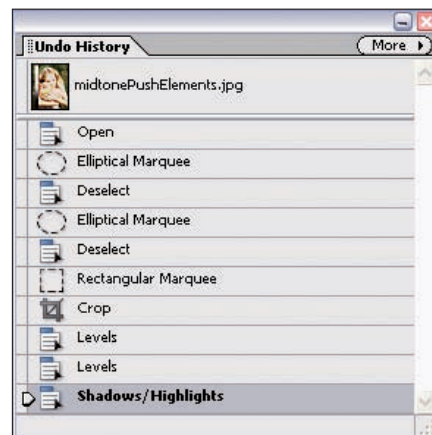 Undo History
More
midtonePushElements.jpg
Open
Elliptical Marquee
Deselect
Elliptical Marquee
Deselect
Rectangular Marquee
Crop
Levels
Levels
Shadows/Highlights